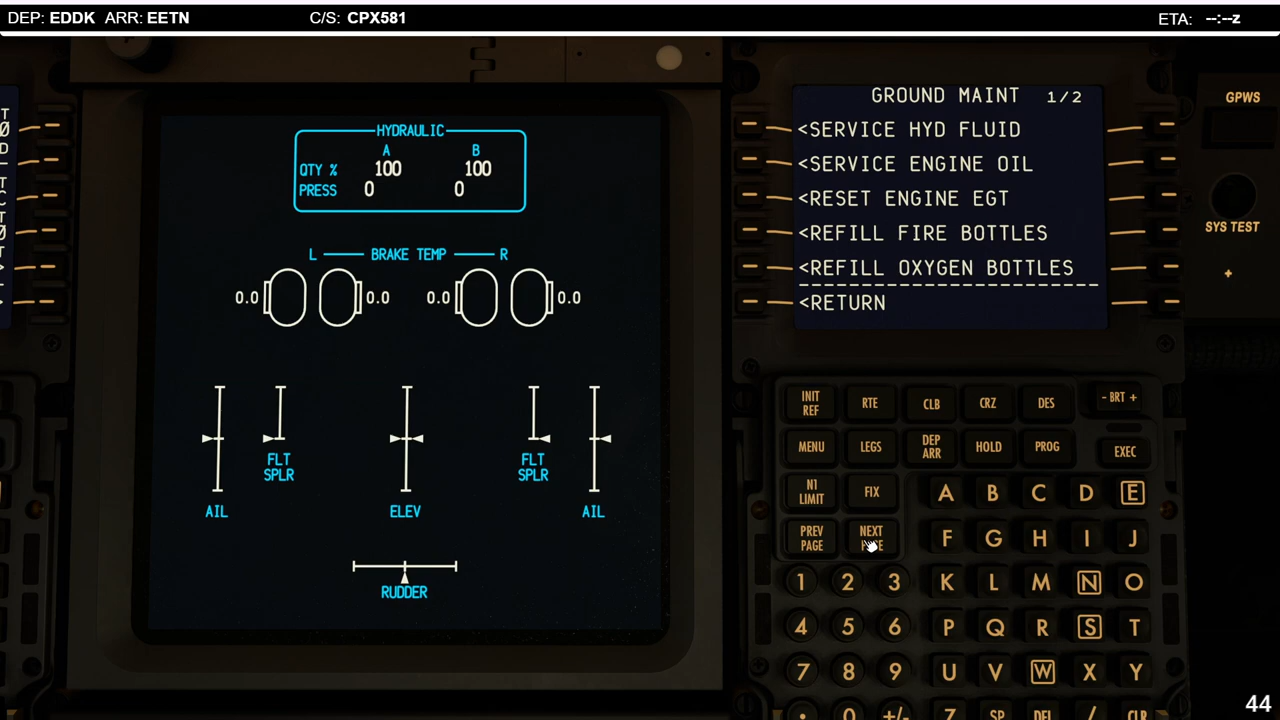 DEP: EDDK ARR: EETN C/S: CPX581 ETA: --:--z
HYDRAULIC
A B
QTY % 100 100
PRESS 0 0
L BRAKE TEMP R
0.0 0.0 0.0 0.0
FLT SPLR FLT SPLR
AIL ELEV AIL
RUDDER
GROUND MAINT 1/2
<SERVICE HYD FLUID
<SERVICE ENGINE OIL
<RESET ENGINE EGT
<REFILL FIRE BOTTLES
<REFILL OXYGEN BOTTLES
<RETURN
GPWS
SYS TEST
INIT REF RTE CLB CRZ DES - BRT +
MENU LEGS DEP ARR HOLD PROG EXEC
N1 LIMIT FIX A B C D E
PREV PAGE NEXT F G H I J
1 2 3 K L M N O
4 5 6 P Q R S T
7 8 9 U V W X Y
. 0 +/- Z SP DEL / CLR
44